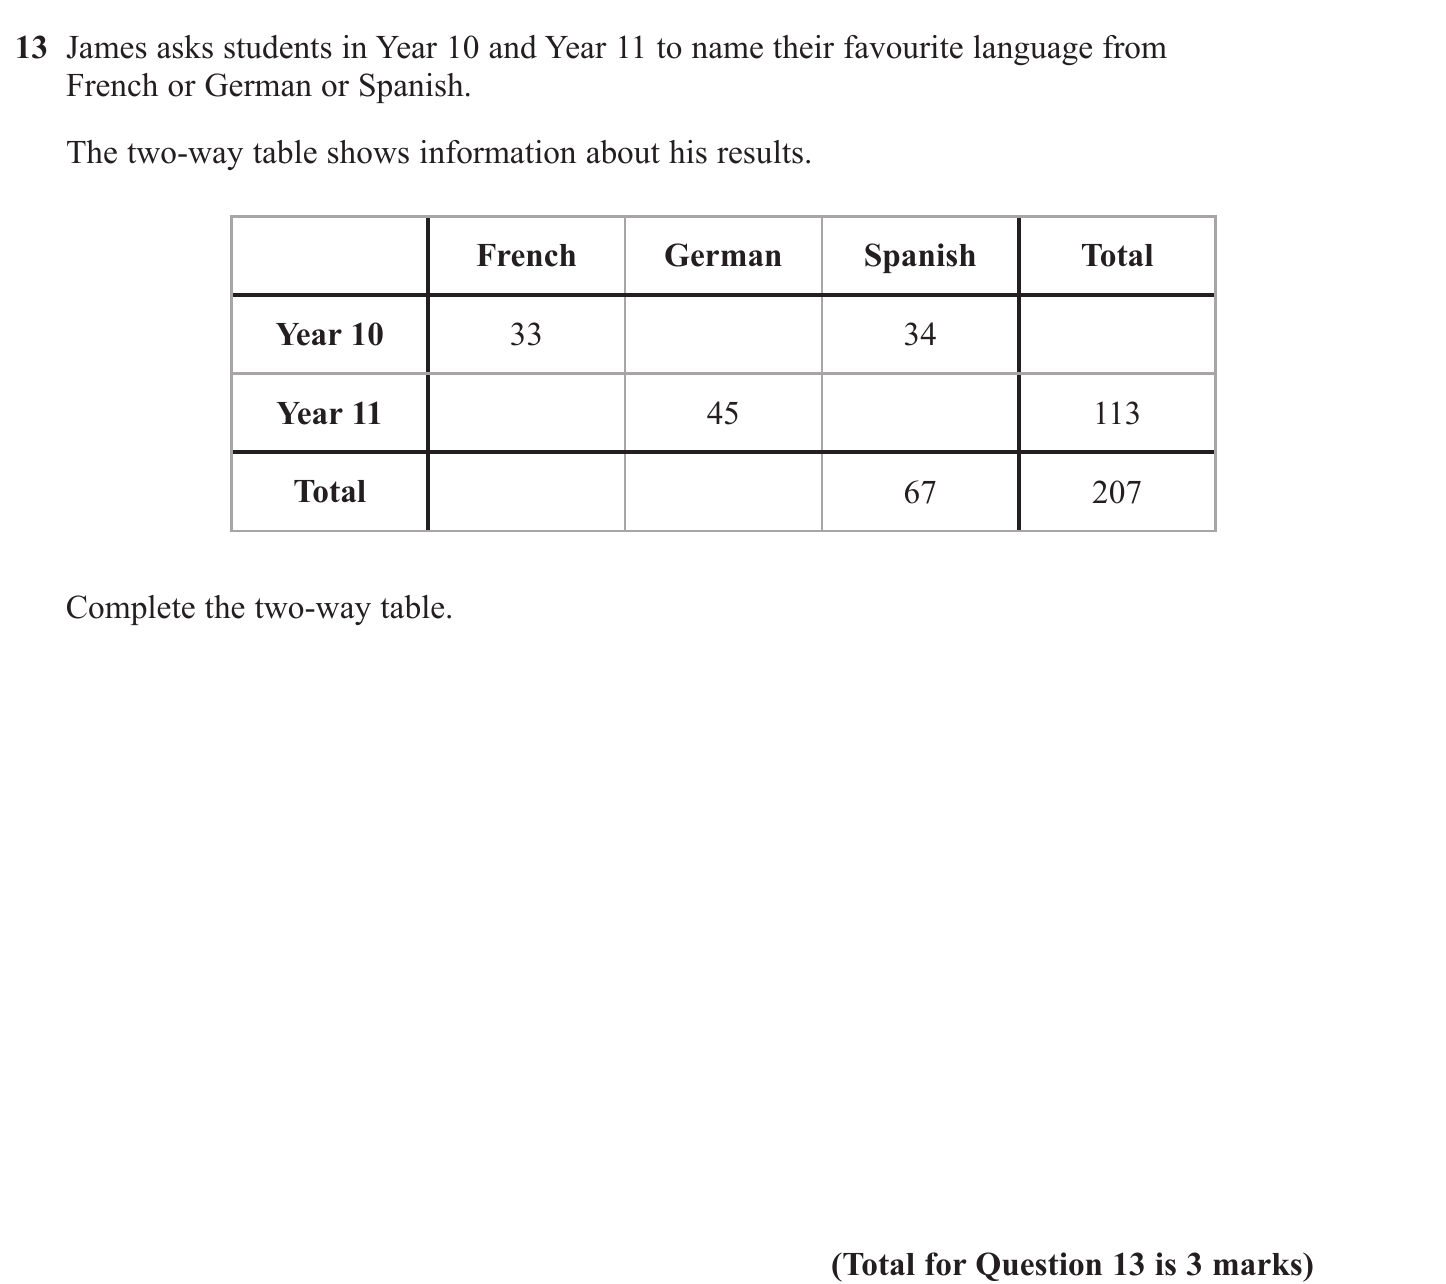 13 James asks students in Year 10 and Year 11 to name their favourite language from
French or German or Spanish.
The two-way table shows information about his results.
French German Spanish Total
Year 10 33 34
Year 11 45 113
Total 67 207
Complete the two-way table.
(Total for Question 13 is 3 marks)